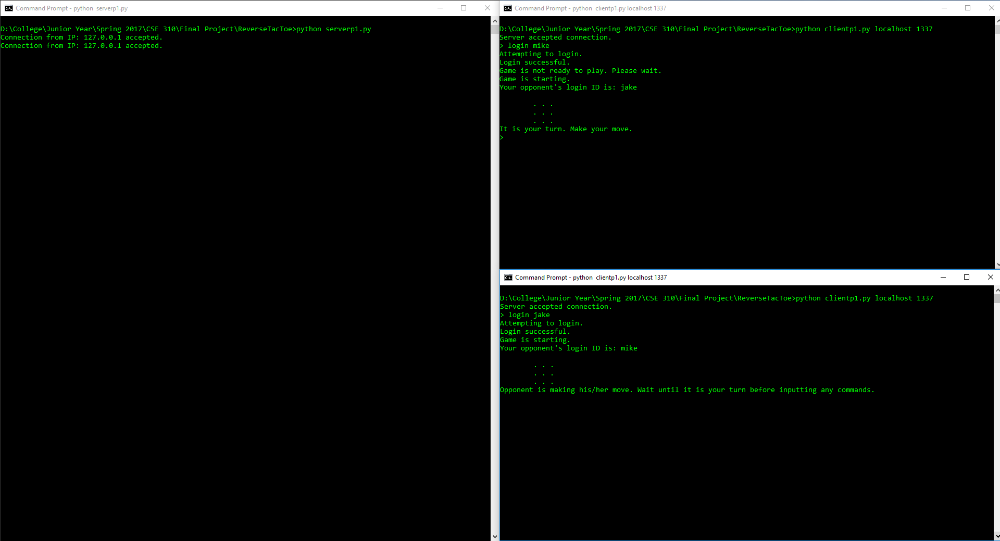 Command Prompt - python  serverp1.py
D:\College\Junior Year\Spring 2017\CSE 310\Final Project\ReverseTacToe>python serverp1.py
Connection from IP: 127.0.0.1 accepted.
Connection from IP: 127.0.0.1 accepted.
Command Prompt - python  clientp1.py localhost 1337
D:\College\Junior Year\Spring 2017\CSE 310\Final Project\ReverseTacToe>python clientp1.py localhost 1337
Server accepted connection.
> login mike
Attempting to login.
Login successful.
Game is not ready to play. Please wait.
Game is starting.
Your opponent's login ID is: jake
. . .
. . .
. . .
It is your turn. Make your move.
>
Command Prompt - python  clientp1.py localhost 1337
D:\College\Junior Year\Spring 2017\CSE 310\Final Project\ReverseTacToe>python clientp1.py localhost 1337
Server accepted connection.
> login jake
Attempting to login.
Login successful.
Game is starting.
Your opponent's login ID is: mike
. . .
. . .
. . .
Opponent is making his/her move. Wait until it is your turn before inputting any commands.